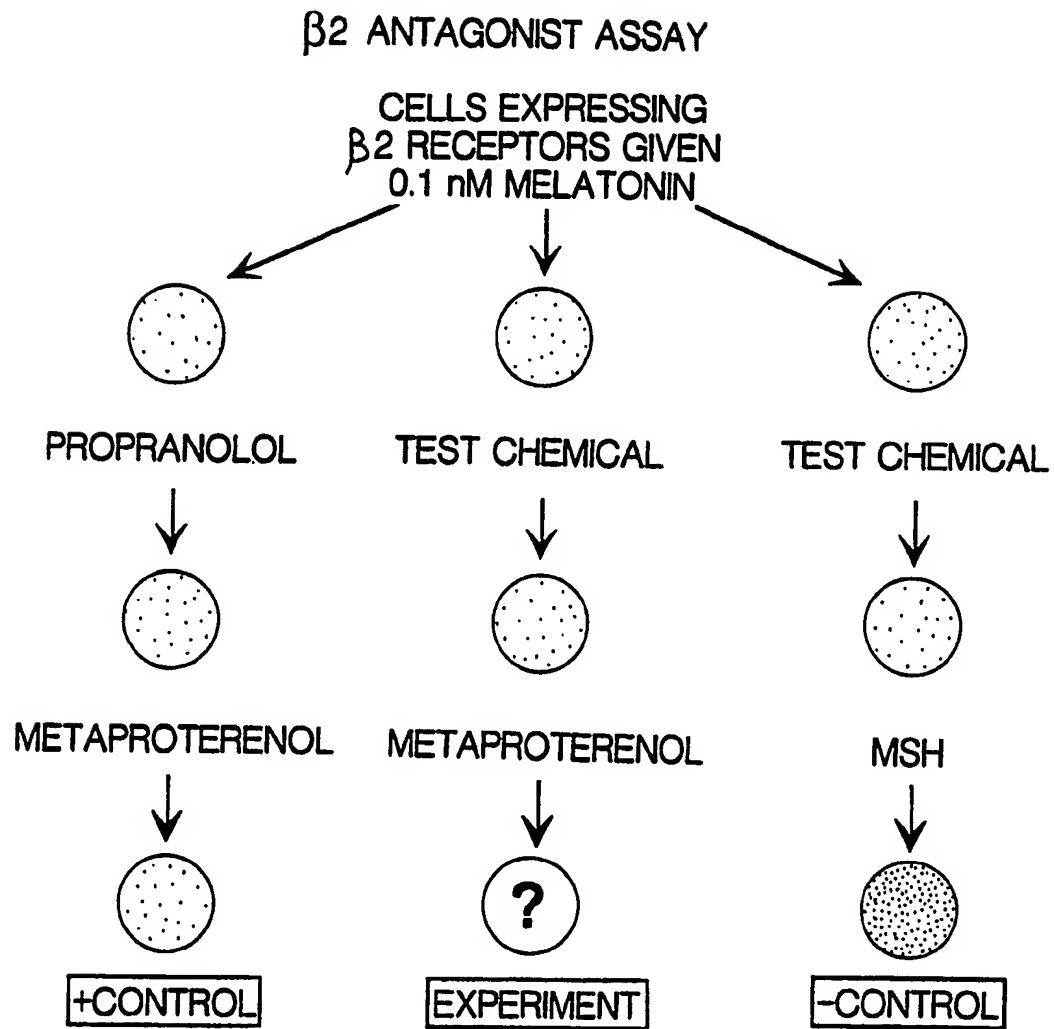 β2 ANTAGONIST ASSAY
CELLS EXPRESSING
β2 RECEPTORS GIVEN
0.1 nM MELATONIN
PROPRANOLOL
TEST CHEMICAL
TEST CHEMICAL
METAPROTERENOL
METAPROTERENOL
MSH
?
+CONTROL
EXPERIMENT
-CONTROL